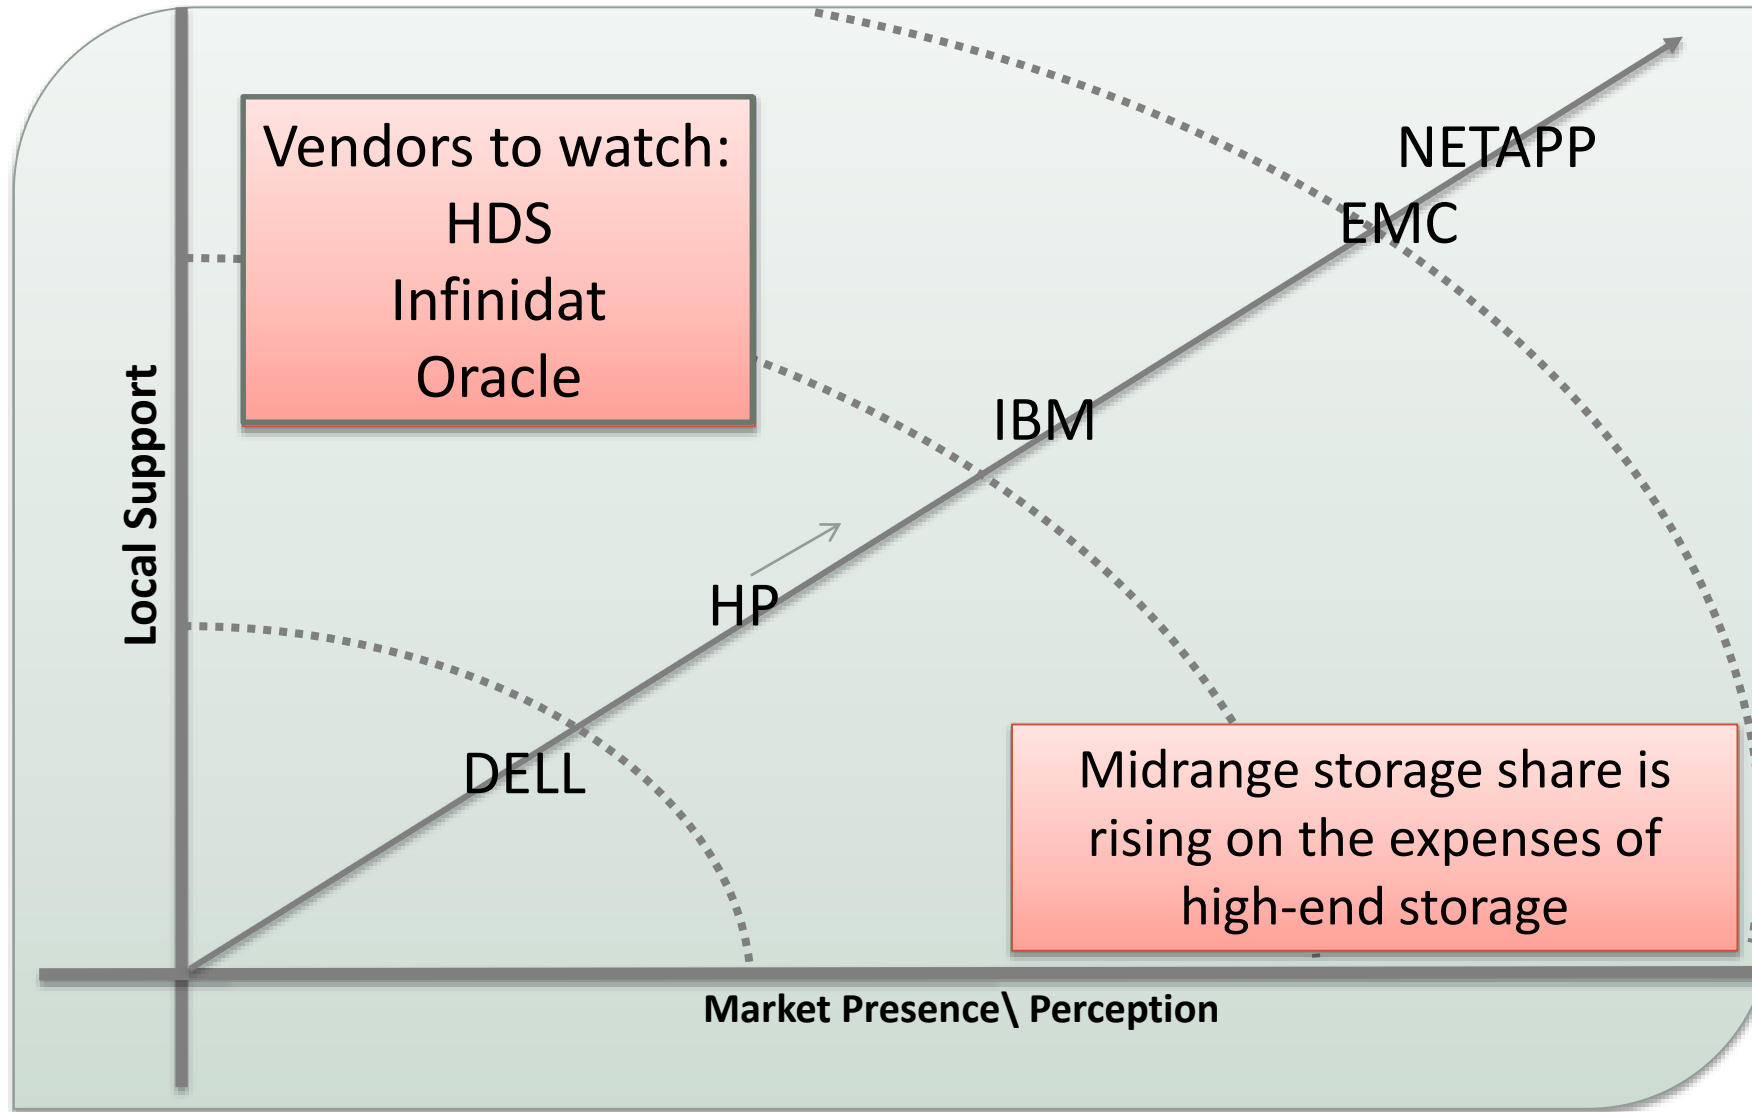 Vendors to watch:
HDS
Infinidat
Oracle
NETAPP
EMC
IBM
HP
DELL
Local Support
Midrange storage share is
rising on the expenses of
high-end storage
Market Presence\ Perception